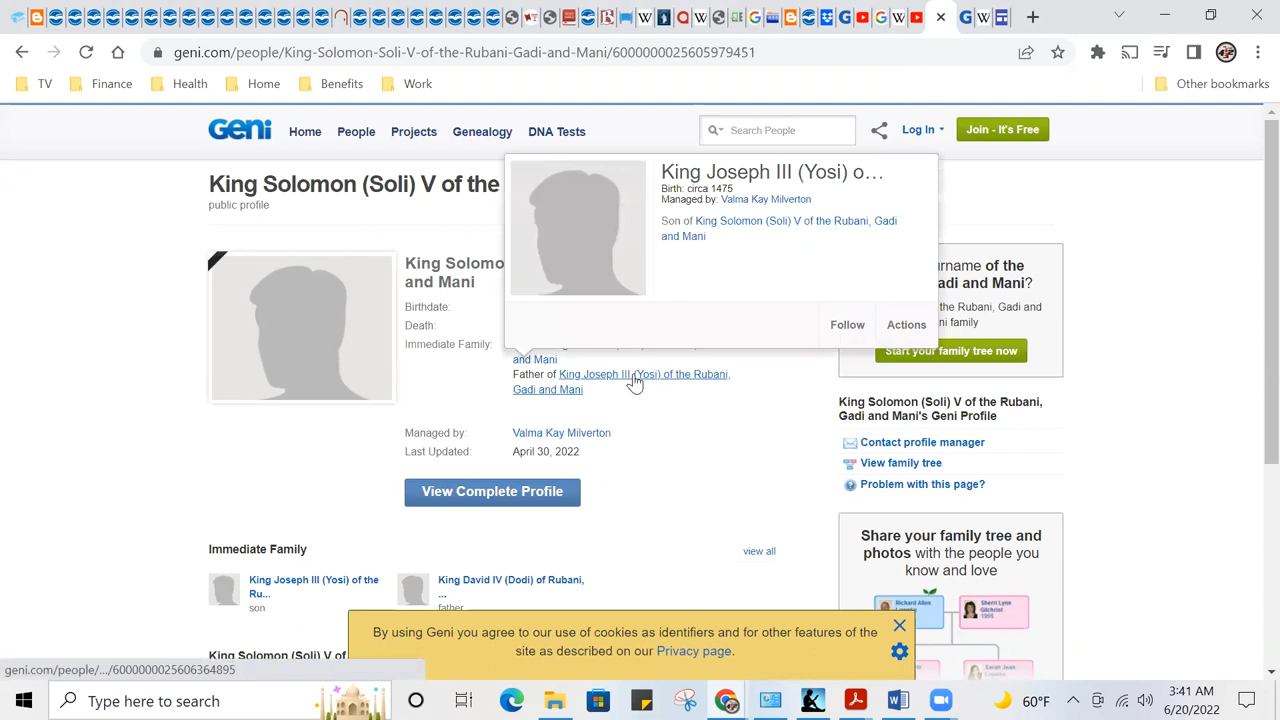 geni.com/people/King-Solomon-Soli-V-of-the-Rubani-Gadi-and-Mani/6000000025605979451
TV
Finance
Health
Home
Benefits
Work
Other bookmarks
Geni
Home
People
Projects
Genealogy
DNA Tests
Search People
Log In
Join - It's Free
King Solomon (Soli) V of the
public profile
King Joseph III (Yosi) o...
Birth: circa 1475
Managed by: Valma Kay Milverton
Son of King Solomon (Soli) V of the Rubani, Gadi
and Mani
Follow
Actions
King Solomo
and Mani
Birthdate:
Death:
Immediate Family:
and Mani
Father of King Joseph III (Yosi) of the Rubani,
Gadi and Mani
Managed by:
Valma Kay Milverton
Last Updated:
April 30, 2022
View Complete Profile
of the
adi and Mani?
the Rubani, Gadi and
family
Start your family tree now
King Solomon (Soli) V of the Rubani,
Gadi and Mani's Geni Profile
Contact profile manager
View family tree
Problem with this page?
Share your family tree and
photos with the people you
know and love
Richard Allen
Sherri Lynn
Gilchrist
Sarah Jean
Immediate Family
view all
King Joseph III (Yosi) of the
Ru...
son
King David IV (Dodi) of Rubani,
...
father
King Solomon (Soli) V of
By using Geni you agree to our use of cookies as identifiers and for other features of the
site as described on our Privacy page.
geni.com/people/.../6000000025606364895
Type here to search
60°F
3:41 AM
6/20/2022